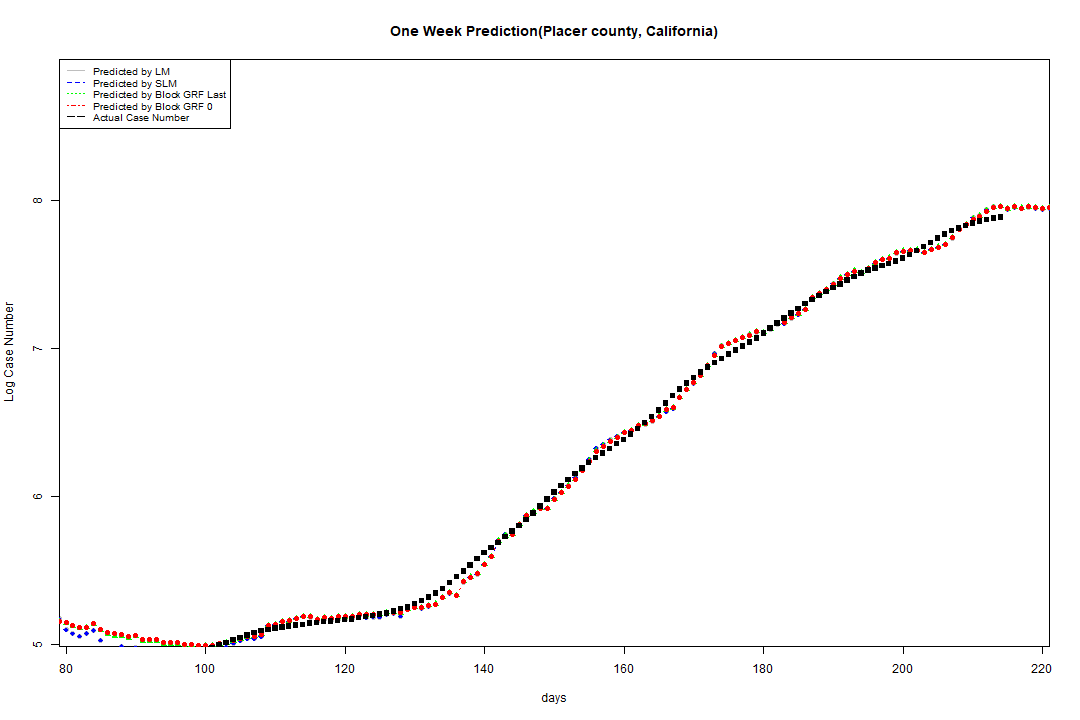 One Week Prediction(Placer county, California)
Predicted by LM
Predicted by SLM
Predicted by Block GRF Last
Predicted by Block GRF 0
Actual Case Number
8
7
6
5
Log Case Number
80 100 120 140 160 180 200 220
days